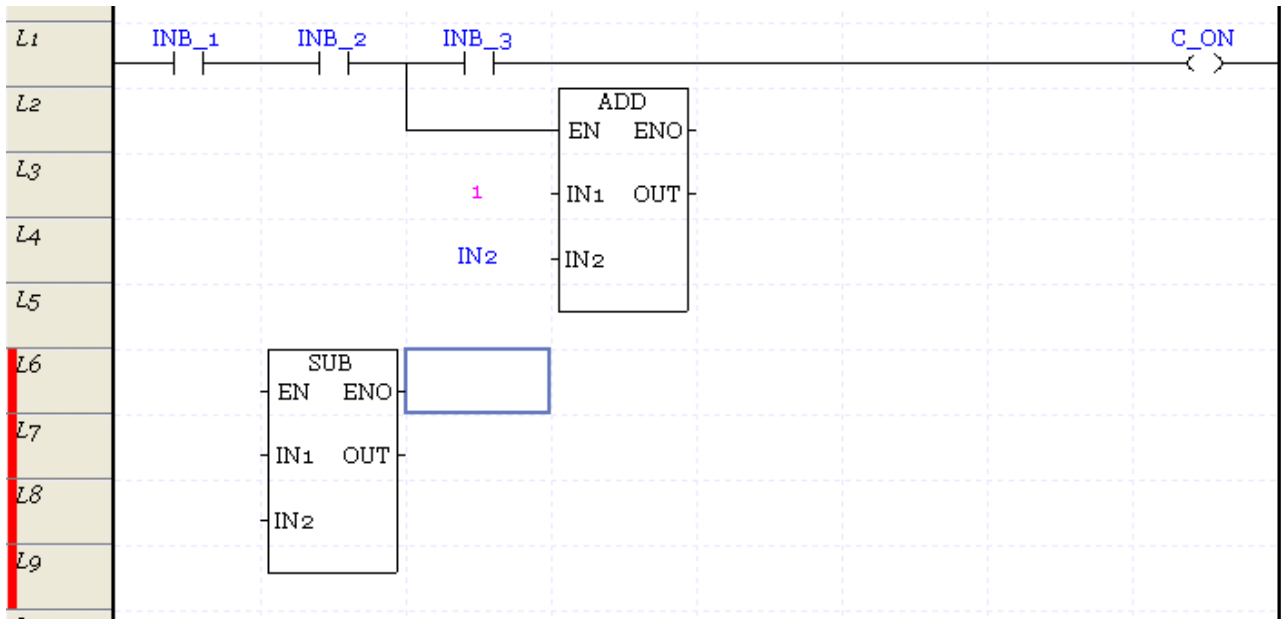 L1 INB_1 INB_2 INB_3 C_ON
L2 ADD
EN ENO
L3 1 IN1 OUT
L4 IN2 IN2
L5
L6 SUB
EN ENO
L7 IN1 OUT
L8 IN2
L9